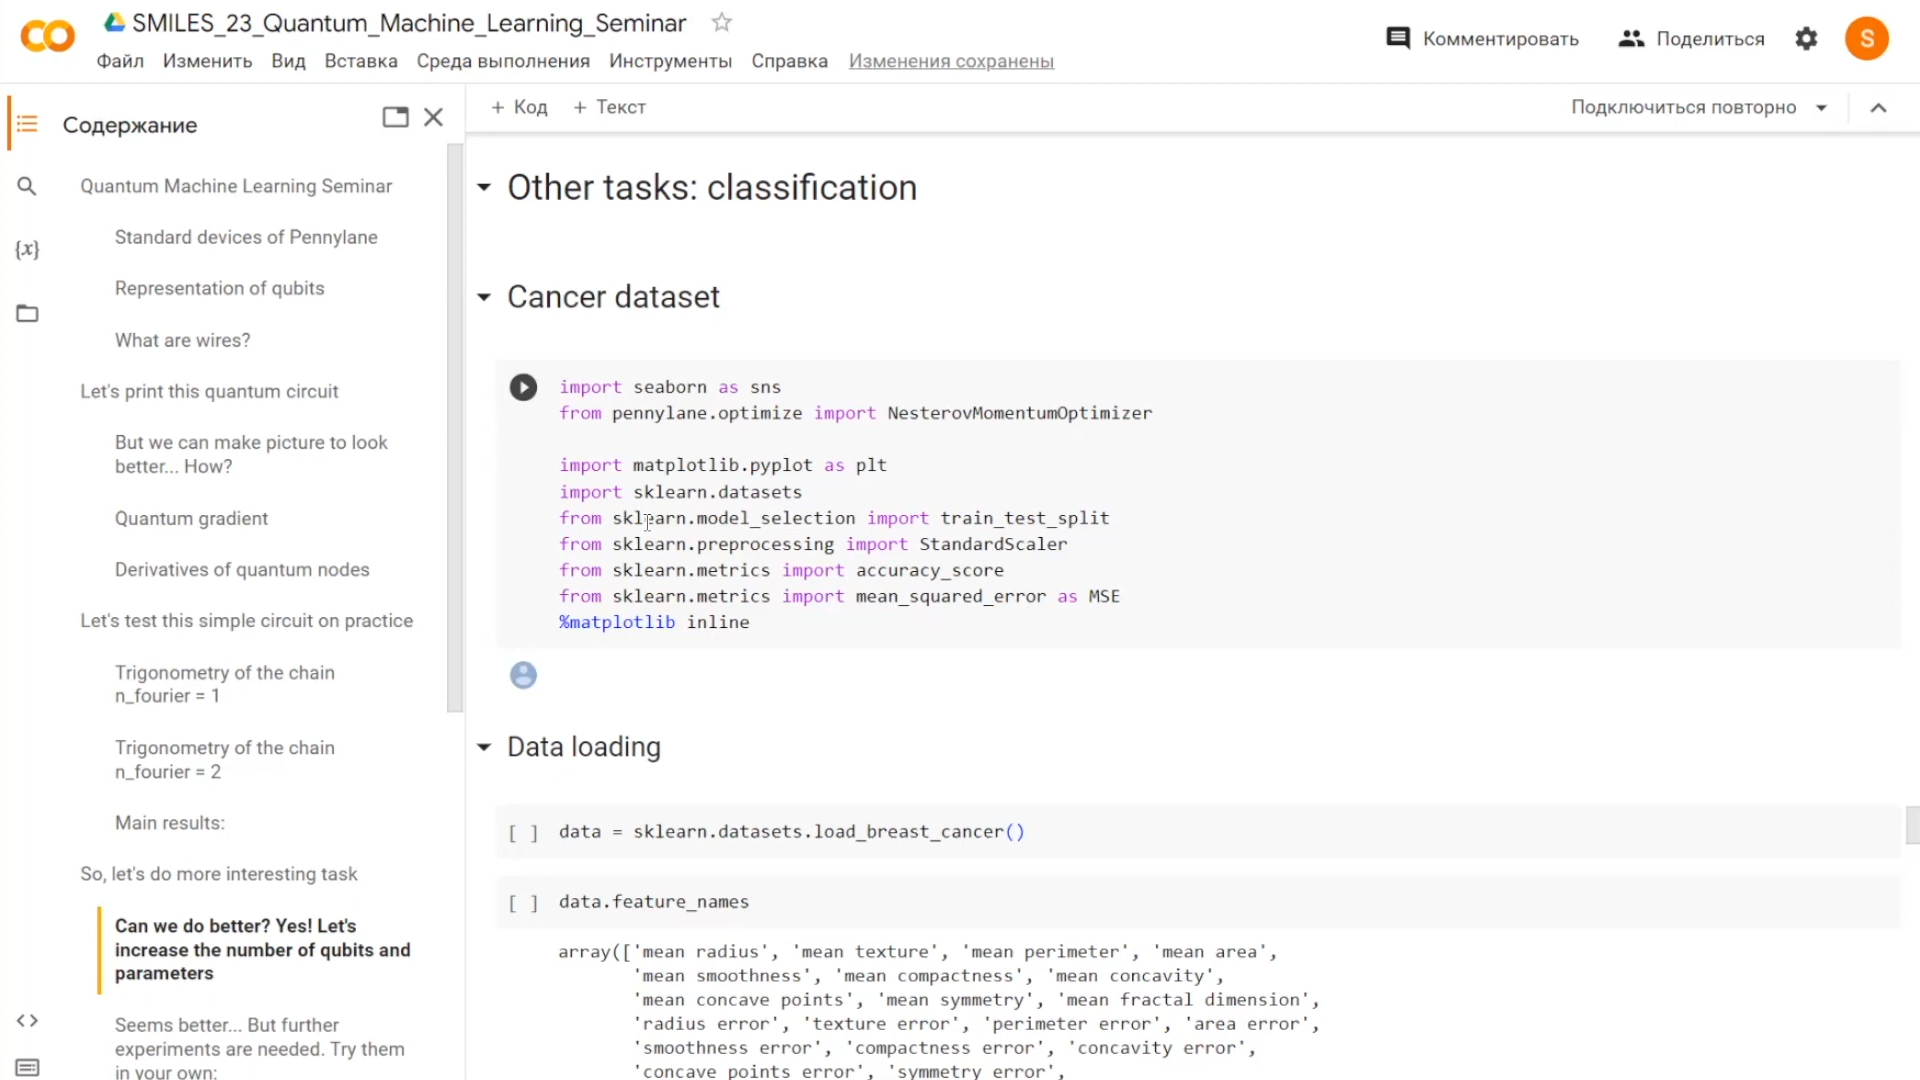 SMILES_23_Quantum_Machine_Learning_Seminar
Файл Изменить Вид Вставка Среда выполнения Инструменты Справка Изменения сохранены
Комментировать Поделиться S
Содержание
Quantum Machine Learning Seminar
Standard devices of Pennylane
Representation of qubits
What are wires?
Let's print this quantum circuit
But we can make picture to look
better... How?
Quantum gradient
Derivatives of quantum nodes
Let's test this simple circuit on practice
Trigonometry of the chain
n_fourier = 1
Trigonometry of the chain
n_fourier = 2
Main results:
So, let's do more interesting task
Can we do better? Yes! Let's
increase the number of qubits and
parameters
Seems better... But further
experiments are needed. Try them
in your own:
+ Код + Текст
Подключиться повторно
Other tasks: classification
Cancer dataset
import seaborn as sns
from pennylane.optimize import NesterovMomentumOptimizer
import matplotlib.pyplot as plt
import sklearn.datasets
from sklearn.model_selection import train_test_split
from sklearn.preprocessing import StandardScaler
from sklearn.metrics import accuracy_score
from sklearn.metrics import mean_squared_error as MSE
%matplotlib inline
Data loading
[ ] data = sklearn.datasets.load_breast_cancer()
[ ] data.feature_names
array(['mean radius', 'mean texture', 'mean perimeter', 'mean area',
'mean smoothness', 'mean compactness', 'mean concavity',
'mean concave points', 'mean symmetry', 'mean fractal dimension',
'radius error', 'texture error', 'perimeter error', 'area error',
'smoothness error', 'compactness error', 'concavity error',
'concave points error', 'symmetry error',